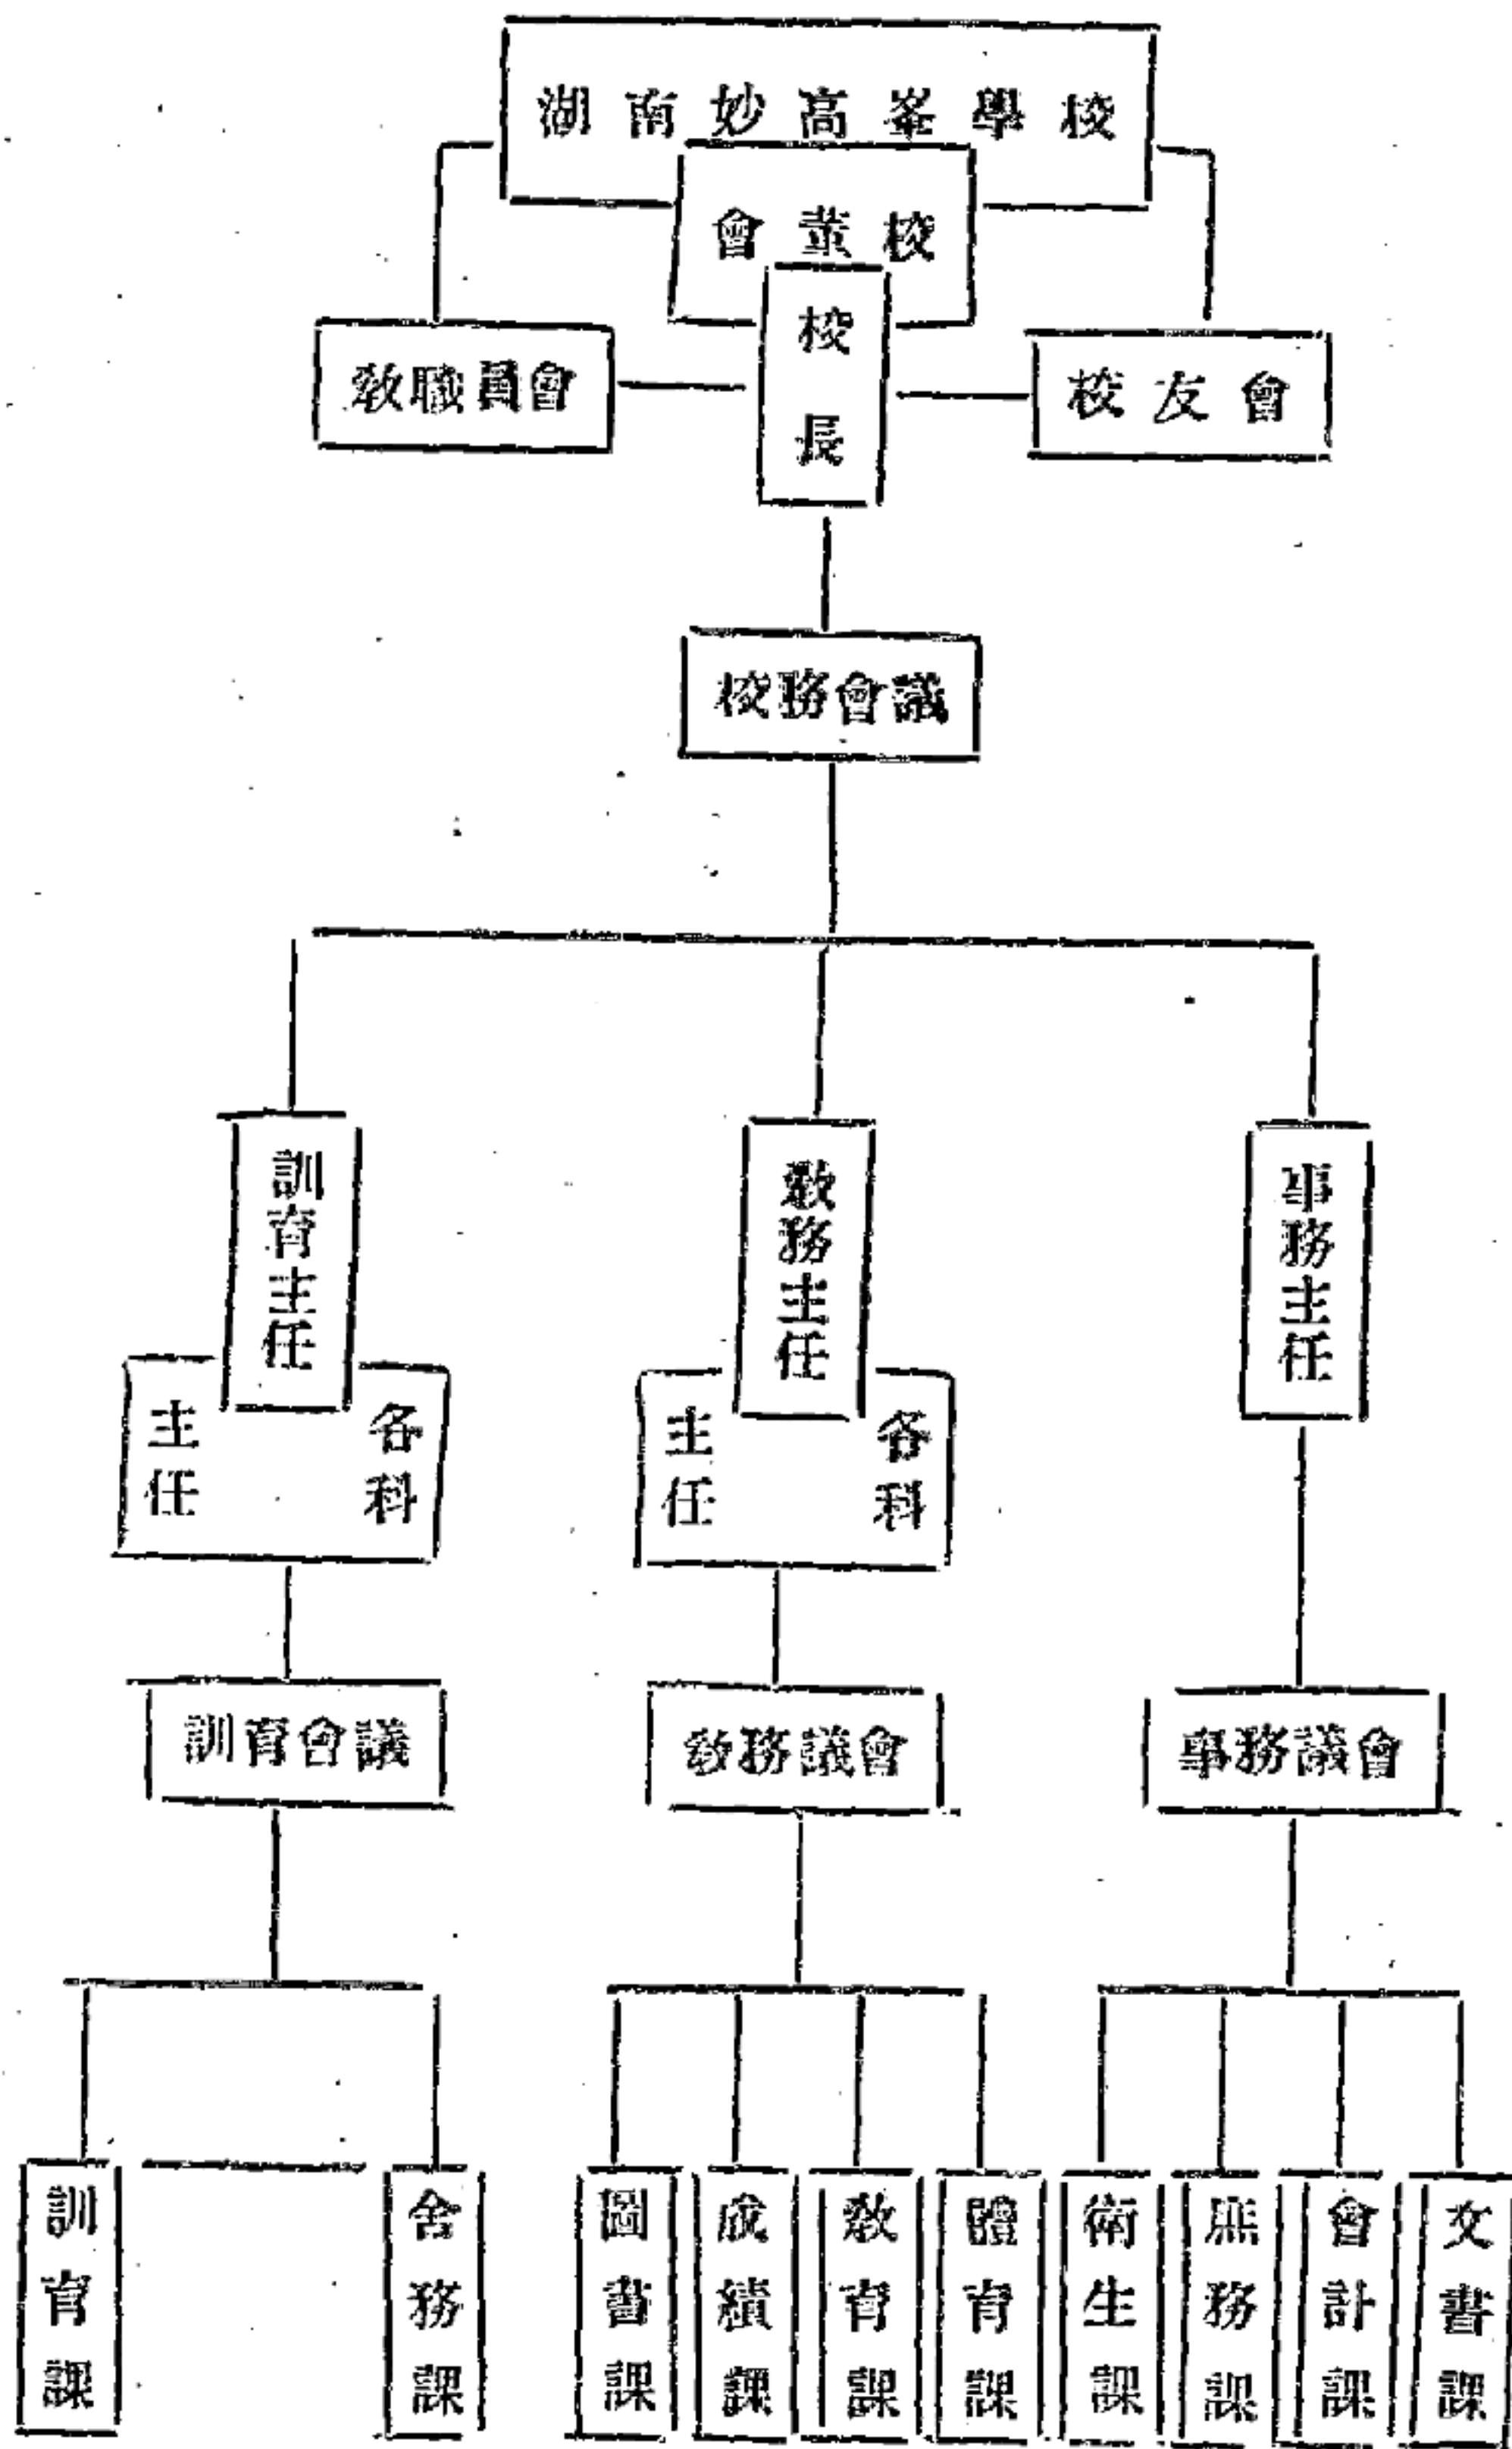 湖南妙高峯學校
會董校
校長
教職員會
校友會
校務會議
訓育主任
教務主任
事務主任
各科
主任
各科
主任
訓育會議
教務議會
事務議會
訓育課
舍務課
圖書課
成績課
教育課
體育課
衛生課
庶務課
會計課
文書課